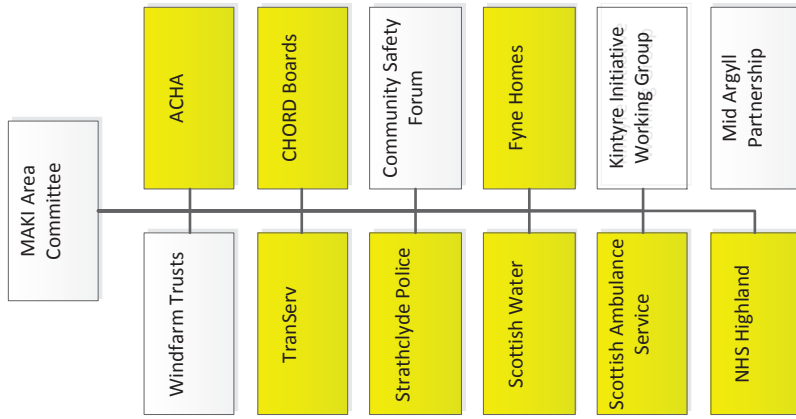 MAKI Area
Committee
Windfarm Trusts
ACHA
TranServ
CHORD Boards
Strathclyde Police
Community Safety
Forum
Scottish Water
Fyne Homes
Scottish Ambulance
Service
Kintyre Initiative
Working Group
NHS Highland
Mid Argyll
Partnership